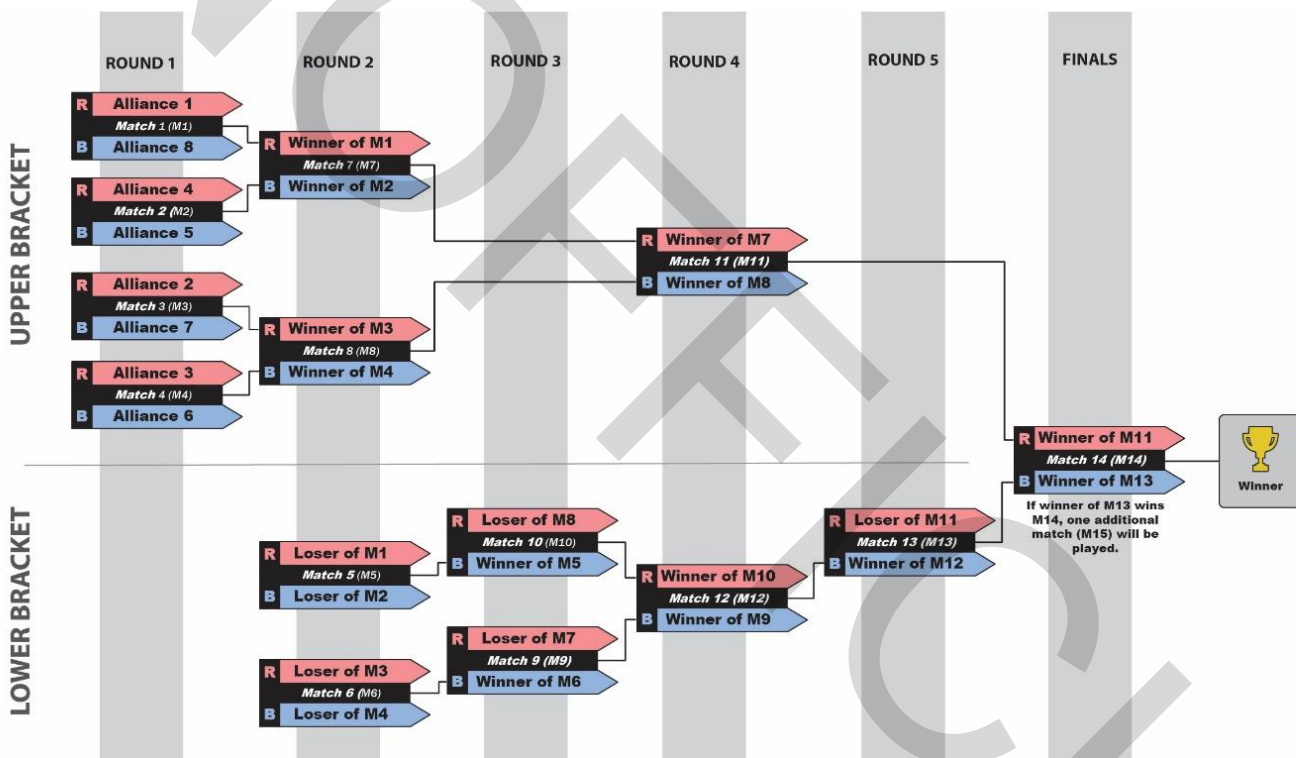 ROUND 1
ROUND 2
ROUND 3
ROUND 4
ROUND 5
FINALS
UPPER BRACKET
R Alliance 1
Match 1 (M1)
B Alliance 8
R Alliance 4
Match 2 (M2)
B Alliance 5
R Alliance 2
Match 3 (M3)
B Alliance 7
R Alliance 3
Match 4 (M4)
B Alliance 6
R Winner of M1
Match 7 (M7)
B Winner of M2
R Winner of M3
Match 8 (M8)
B Winner of M4
R Winner of M7
Match 11 (M11)
B Winner of M8
LOWER BRACKET
R Loser of M1
Match 5 (M5)
B Loser of M2
R Loser of M3
Match 6 (M6)
B Loser of M4
R Loser of M8
Match 10 (M10)
B Winner of M5
R Loser of M7
Match 9 (M9)
B Winner of M6
R Winner of M10
Match 12 (M12)
B Winner of M9
R Loser of M11
Match 13 (M13)
B Winner of M12
R Winner of M11
Match 14 (M14)
B Winner of M13
If winner of M13 wins
M14, one additional
match (M15) will be
played.
Winner